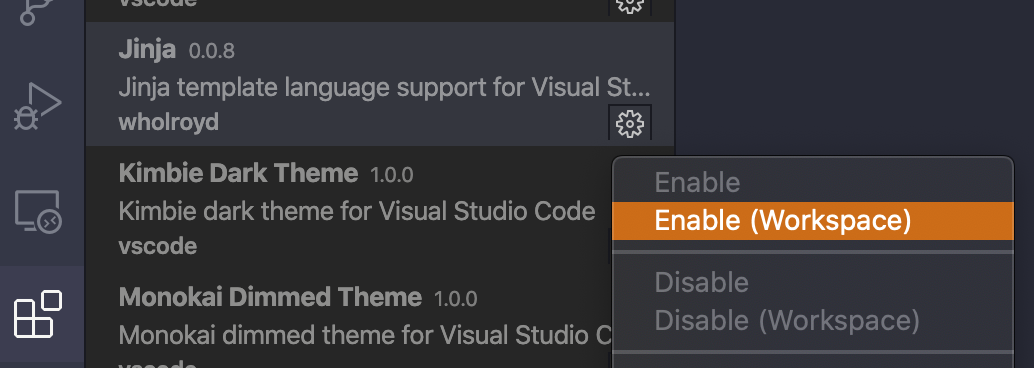 vscode
Jinja 0.0.8
Jinja template language support for Visual St...
wholroyd
Kimbie Dark Theme 1.0.0
Kimbie dark theme for Visual Studio Code
vscode
Monokai Dimmed Theme 1.0.0
Monokai dimmed theme for Visual Studio C
vscode
Enable
Enable (Workspace)
Disable
Disable (Workspace)